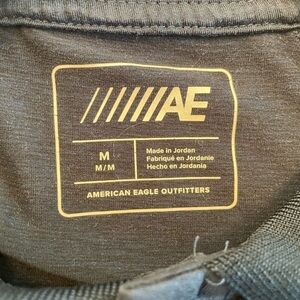 ///////AE
M
M/M
Made in Jordan
Fabriqué en Jordanie
Hecho en Jordania
AMERICAN EAGLE OUTFITTERS